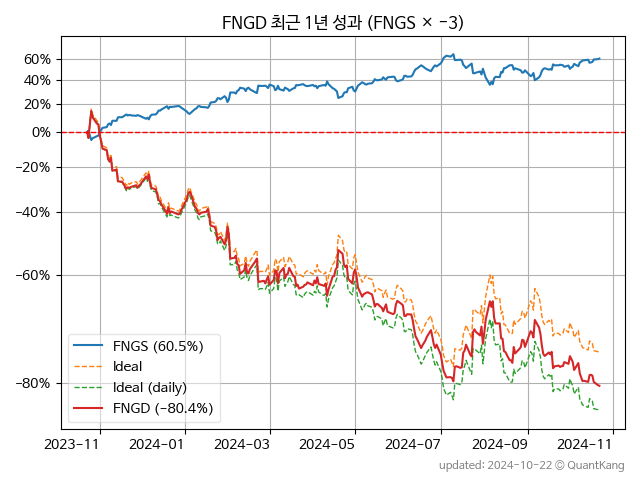 FNGD 최근 1년 성과 (FNGS × −3)
60%
40%
20%
0%
−20%
−40%
−60%
−80%
FNGS (60.5%)
Ideal
Ideal (daily)
FNGD (−80.4%)
2023-11 2024-01 2024-03 2024-05 2024-07 2024-09 2024-11
updated: 2024-10-22 © QuantKang